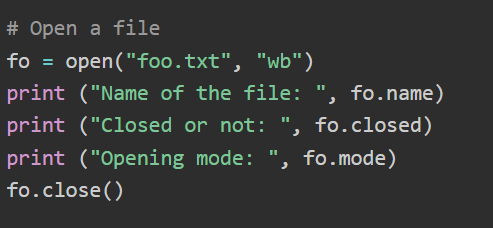 # Open a file
fo = open("foo.txt", "wb")
print ("Name of the file: ", fo.name)
print ("Closed or not: ", fo.closed)
print ("Opening mode: ", fo.mode)
fo.close()